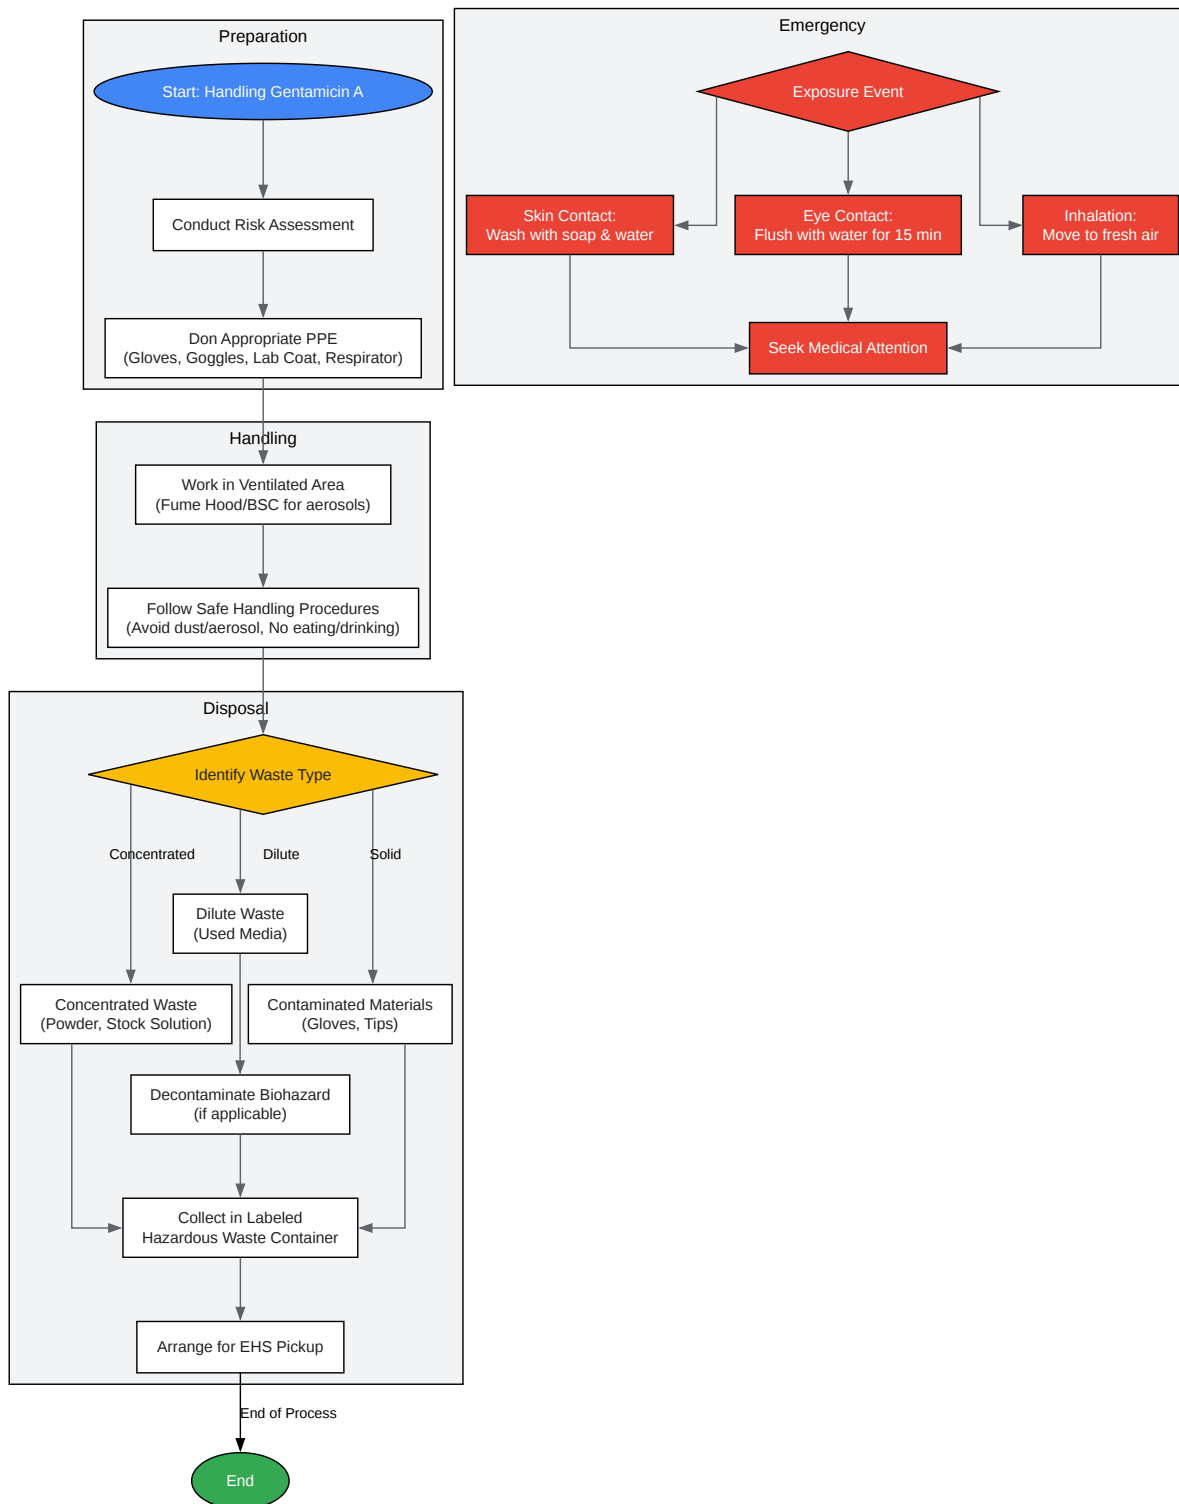 Preparation
Start: Handling Gentamicin A
Conduct Risk Assessment
Don Appropriate PPE
(Gloves, Goggles, Lab Coat, Respirator)
Emergency
Exposure Event
Skin Contact:
Wash with soap & water
Eye Contact:
Flush with water for 15 min
Inhalation:
Move to fresh air
Seek Medical Attention
Handling
Work in Ventilated Area
(Fume Hood/BSC for aerosols)
Follow Safe Handling Procedures
(Avoid dust/aerosol, No eating/drinking)
Disposal
Identify Waste Type
Concentrated
Dilute
Solid
Dilute Waste
(Used Media)
Concentrated Waste
(Powder, Stock Solution)
Contaminated Materials
(Gloves, Tips)
Decontaminate Biohazard
(if applicable)
Collect in Labeled
Hazardous Waste Container
Arrange for EHS Pickup
End of Process
End